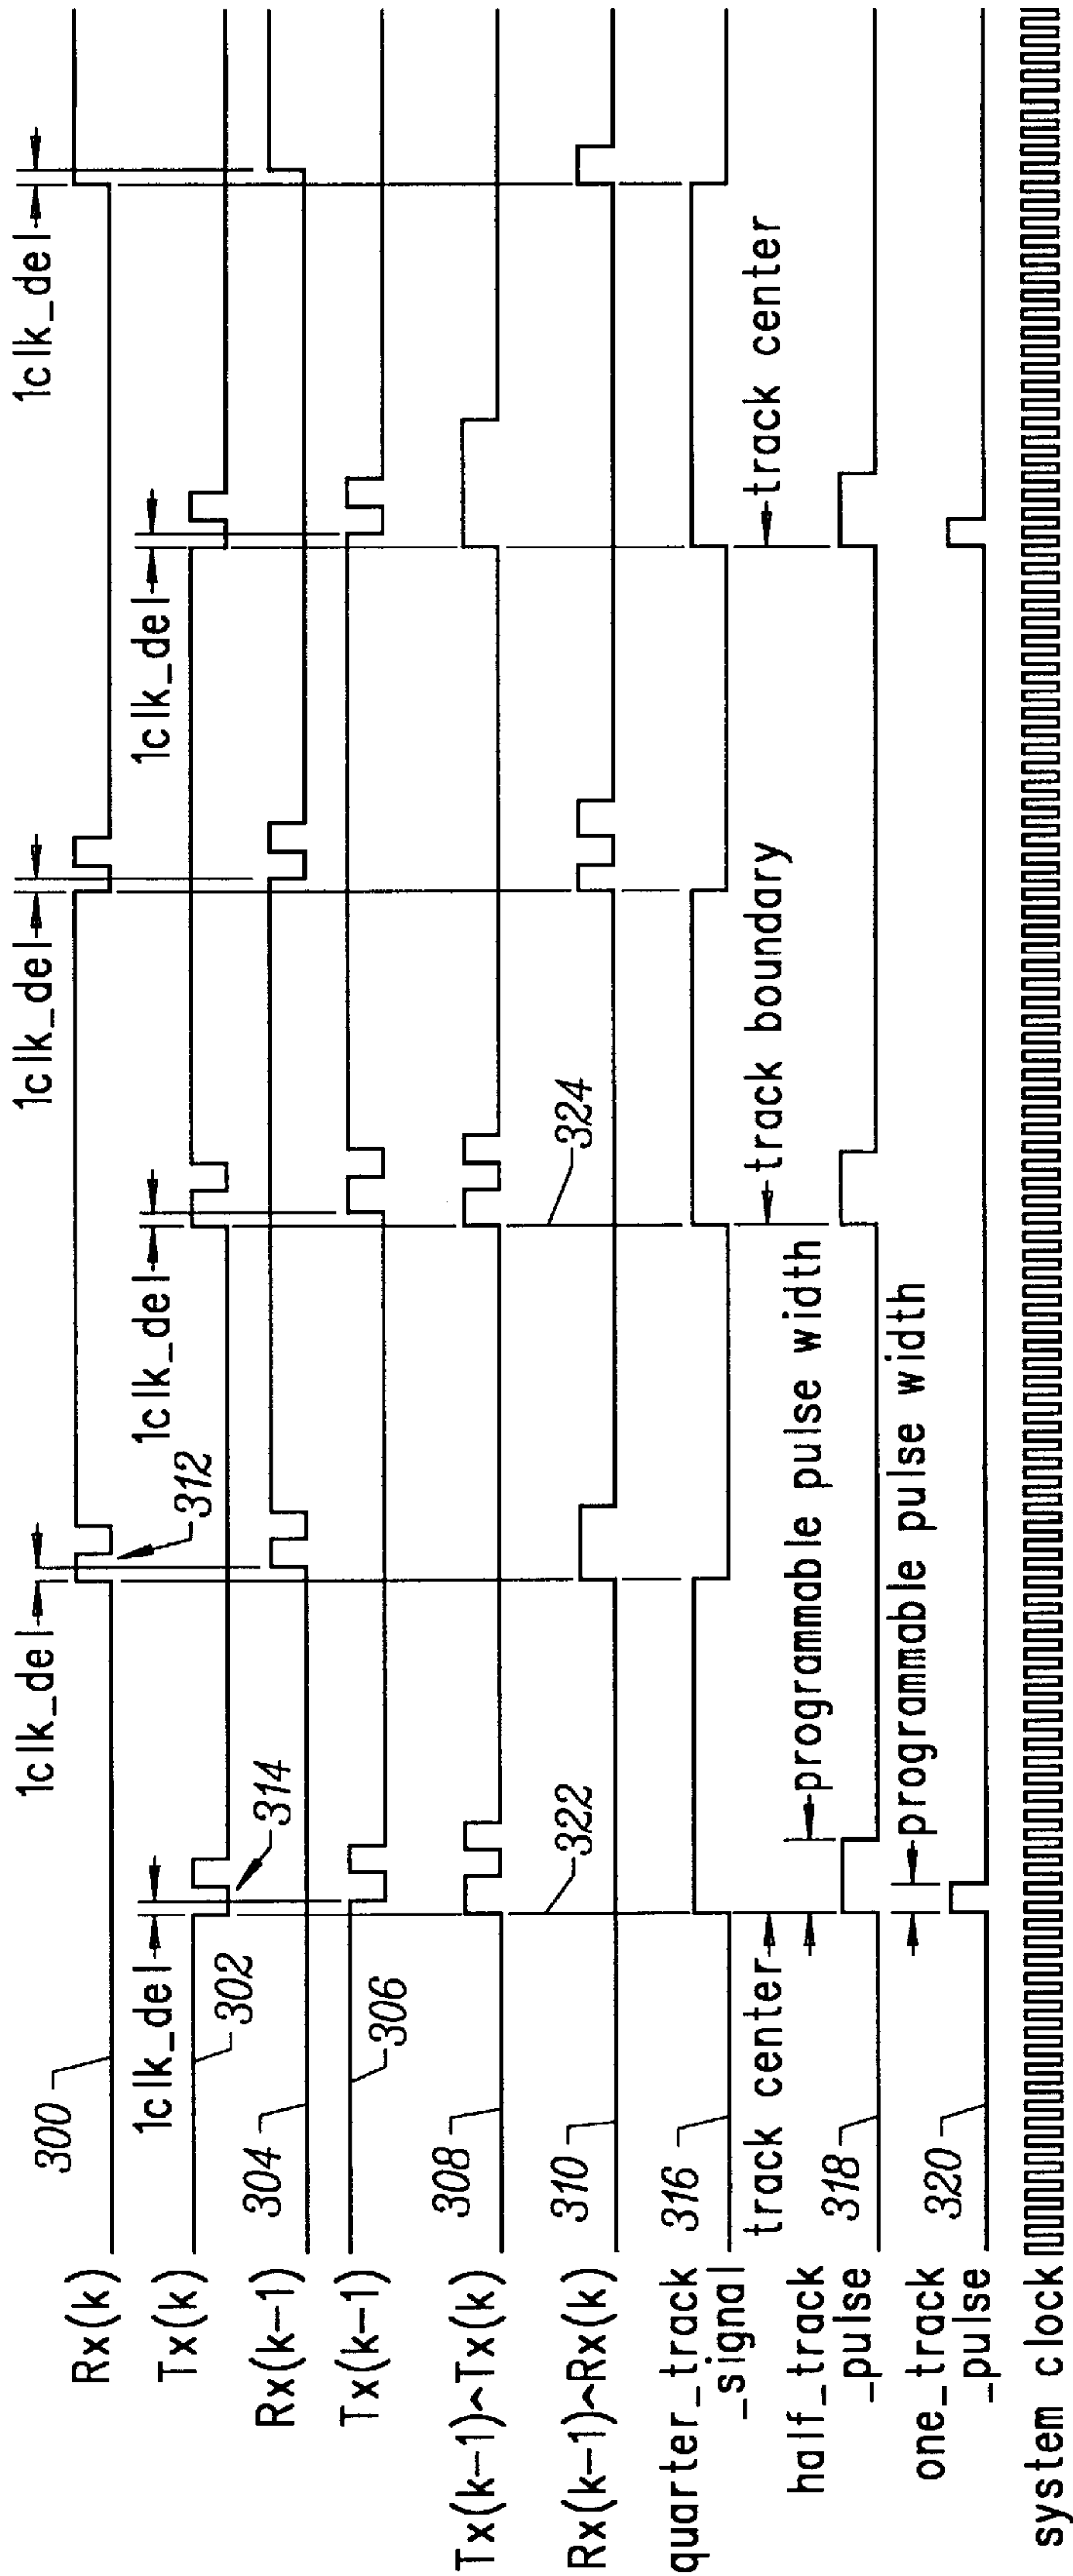 Rx(k)
300
1clk_del
312
1clk_del
1clk_del
Tx(k)
1clk_del
302
314
1clk_del
1clk_del
Rx(k-1)
304
Tx(k-1)
306
Tx(k-1)^Tx(k)
308
322
324
Rx(k-1)^Rx(k)
310
quarter_track
_signal
316
track center
track boundary
track center
half_track
_pulse
318
programmable pulse width
one_track
_pulse
320
programmable pulse width
system clock